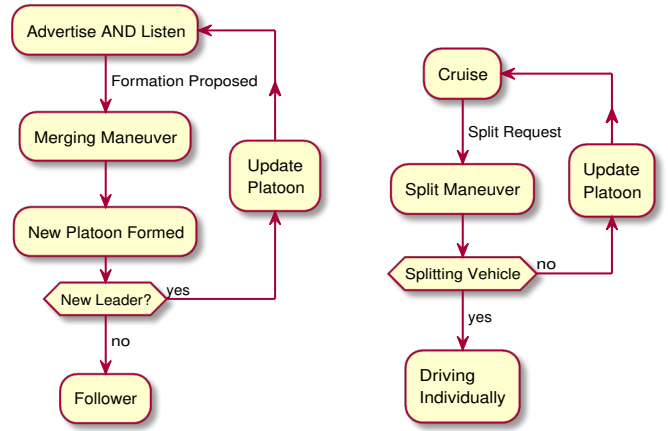 Advertise AND Listen
Formation Proposed
Merging Maneuver
Update
Platoon
New Platoon Formed
New Leader?
yes
no
Follower
Cruise
Split Request
Split Maneuver
Update
Platoon
Splitting Vehicle
no
yes
Driving
Individually